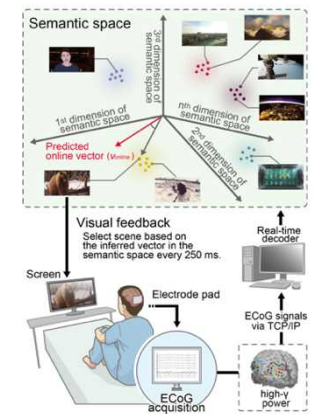 Semantic space
3rd dimension of
semantic space
1st dimension of
semantic space
nth dimension of
semantic space
2nd dimension of
semantic space
Predicted
online vector (vonline)
Visual feedback
Select scene based on
the inferred vector in the
semantic space every 250 ms.
Real-time
decoder
Screen
Electrode pad
ECoG signals
via TCP/IP
ECoG
acquisition
high-γ
power